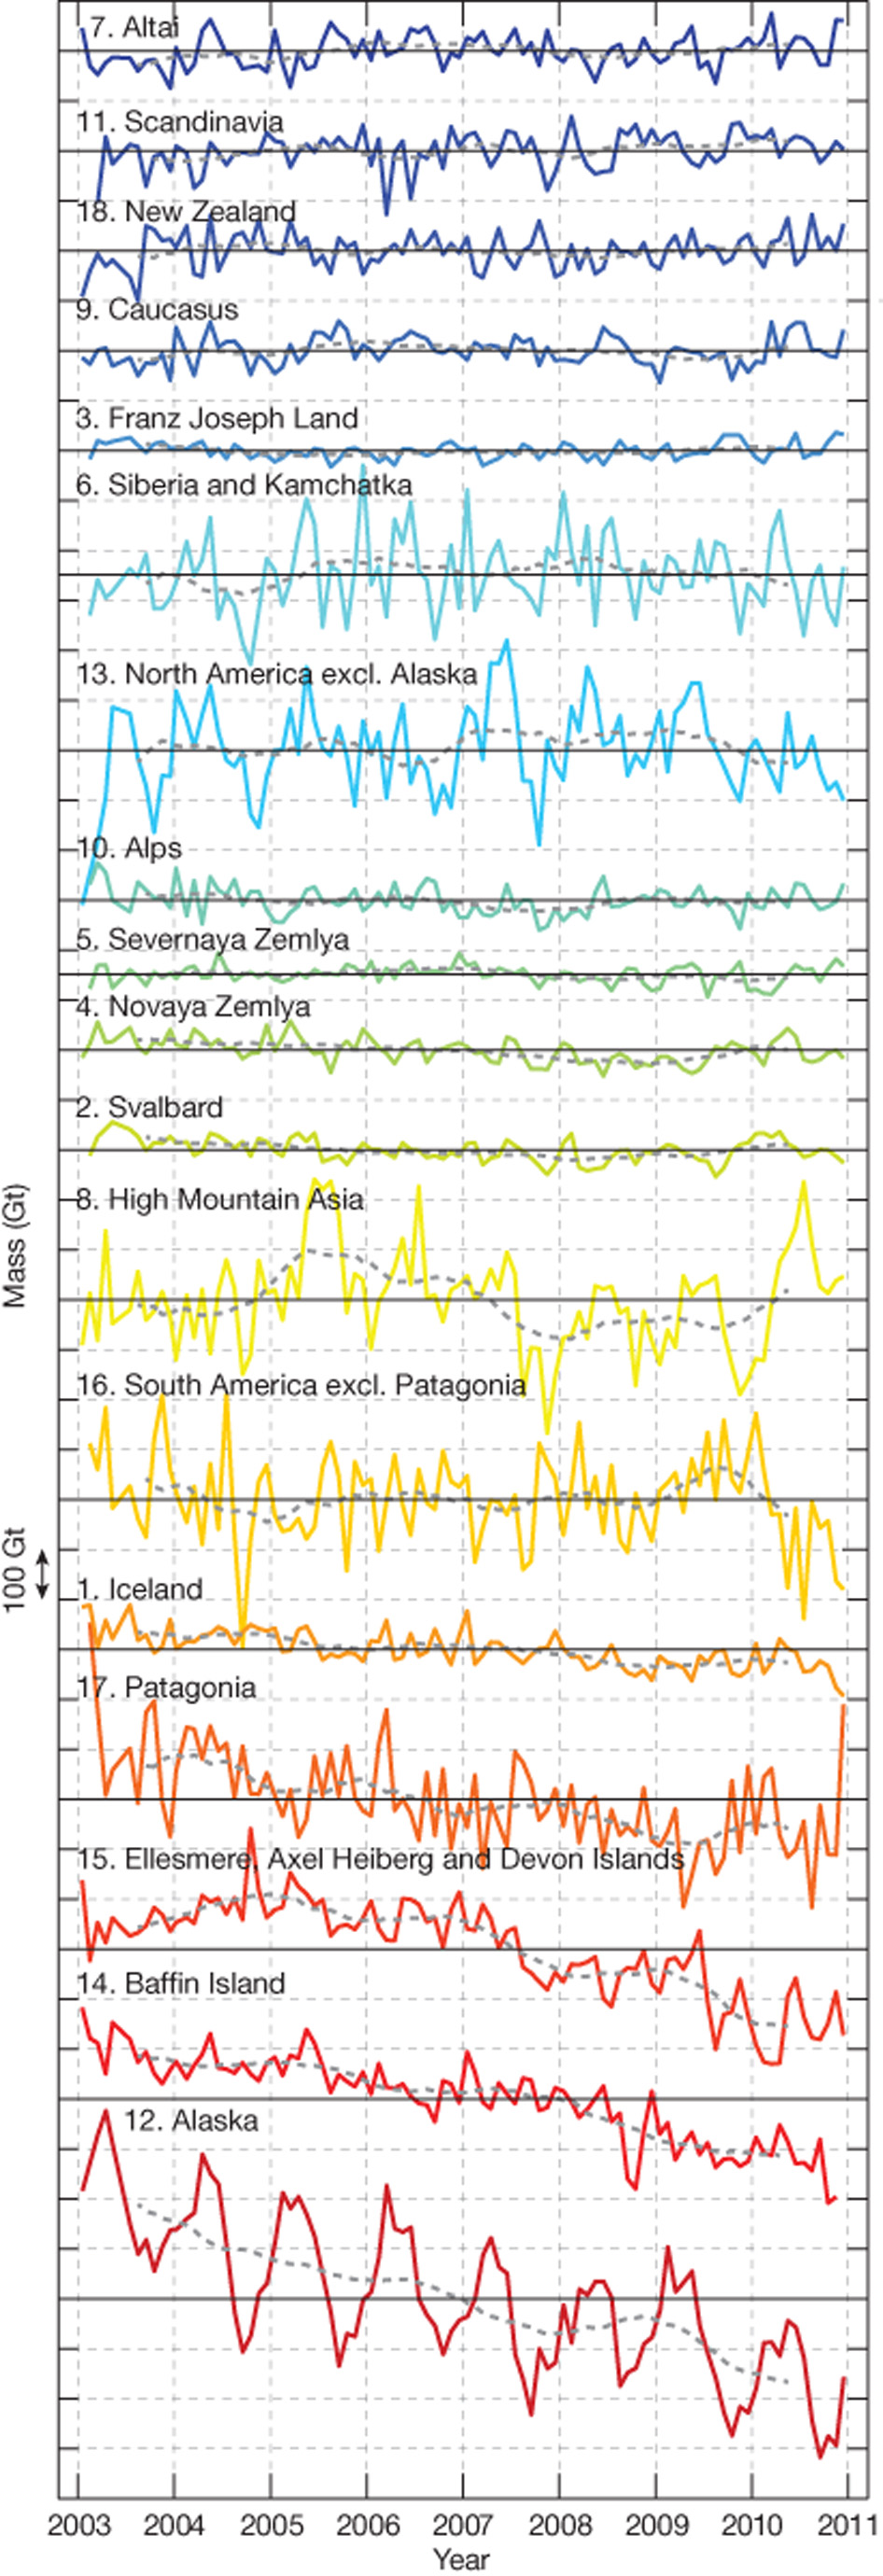 7. Altai
11. Scandinavia
18. New Zealand
9. Caucasus
3. Franz Joseph Land
6. Siberia and Kamchatka
13. North America excl. Alaska
10. Alps
5. Severnaya Zemlya
4. Novaya Zemlya
2. Svalbard
8. High Mountain Asia
Mass (Gt)
16. South America excl. Patagonia
100 Gt
1. Iceland
17. Patagonia
15. Ellesmere, Axel Heiberg and Devon Islands
14. Baffin Island
12. Alaska
2003 2004 2005 2006 2007 2008 2009 2010 2011
Year